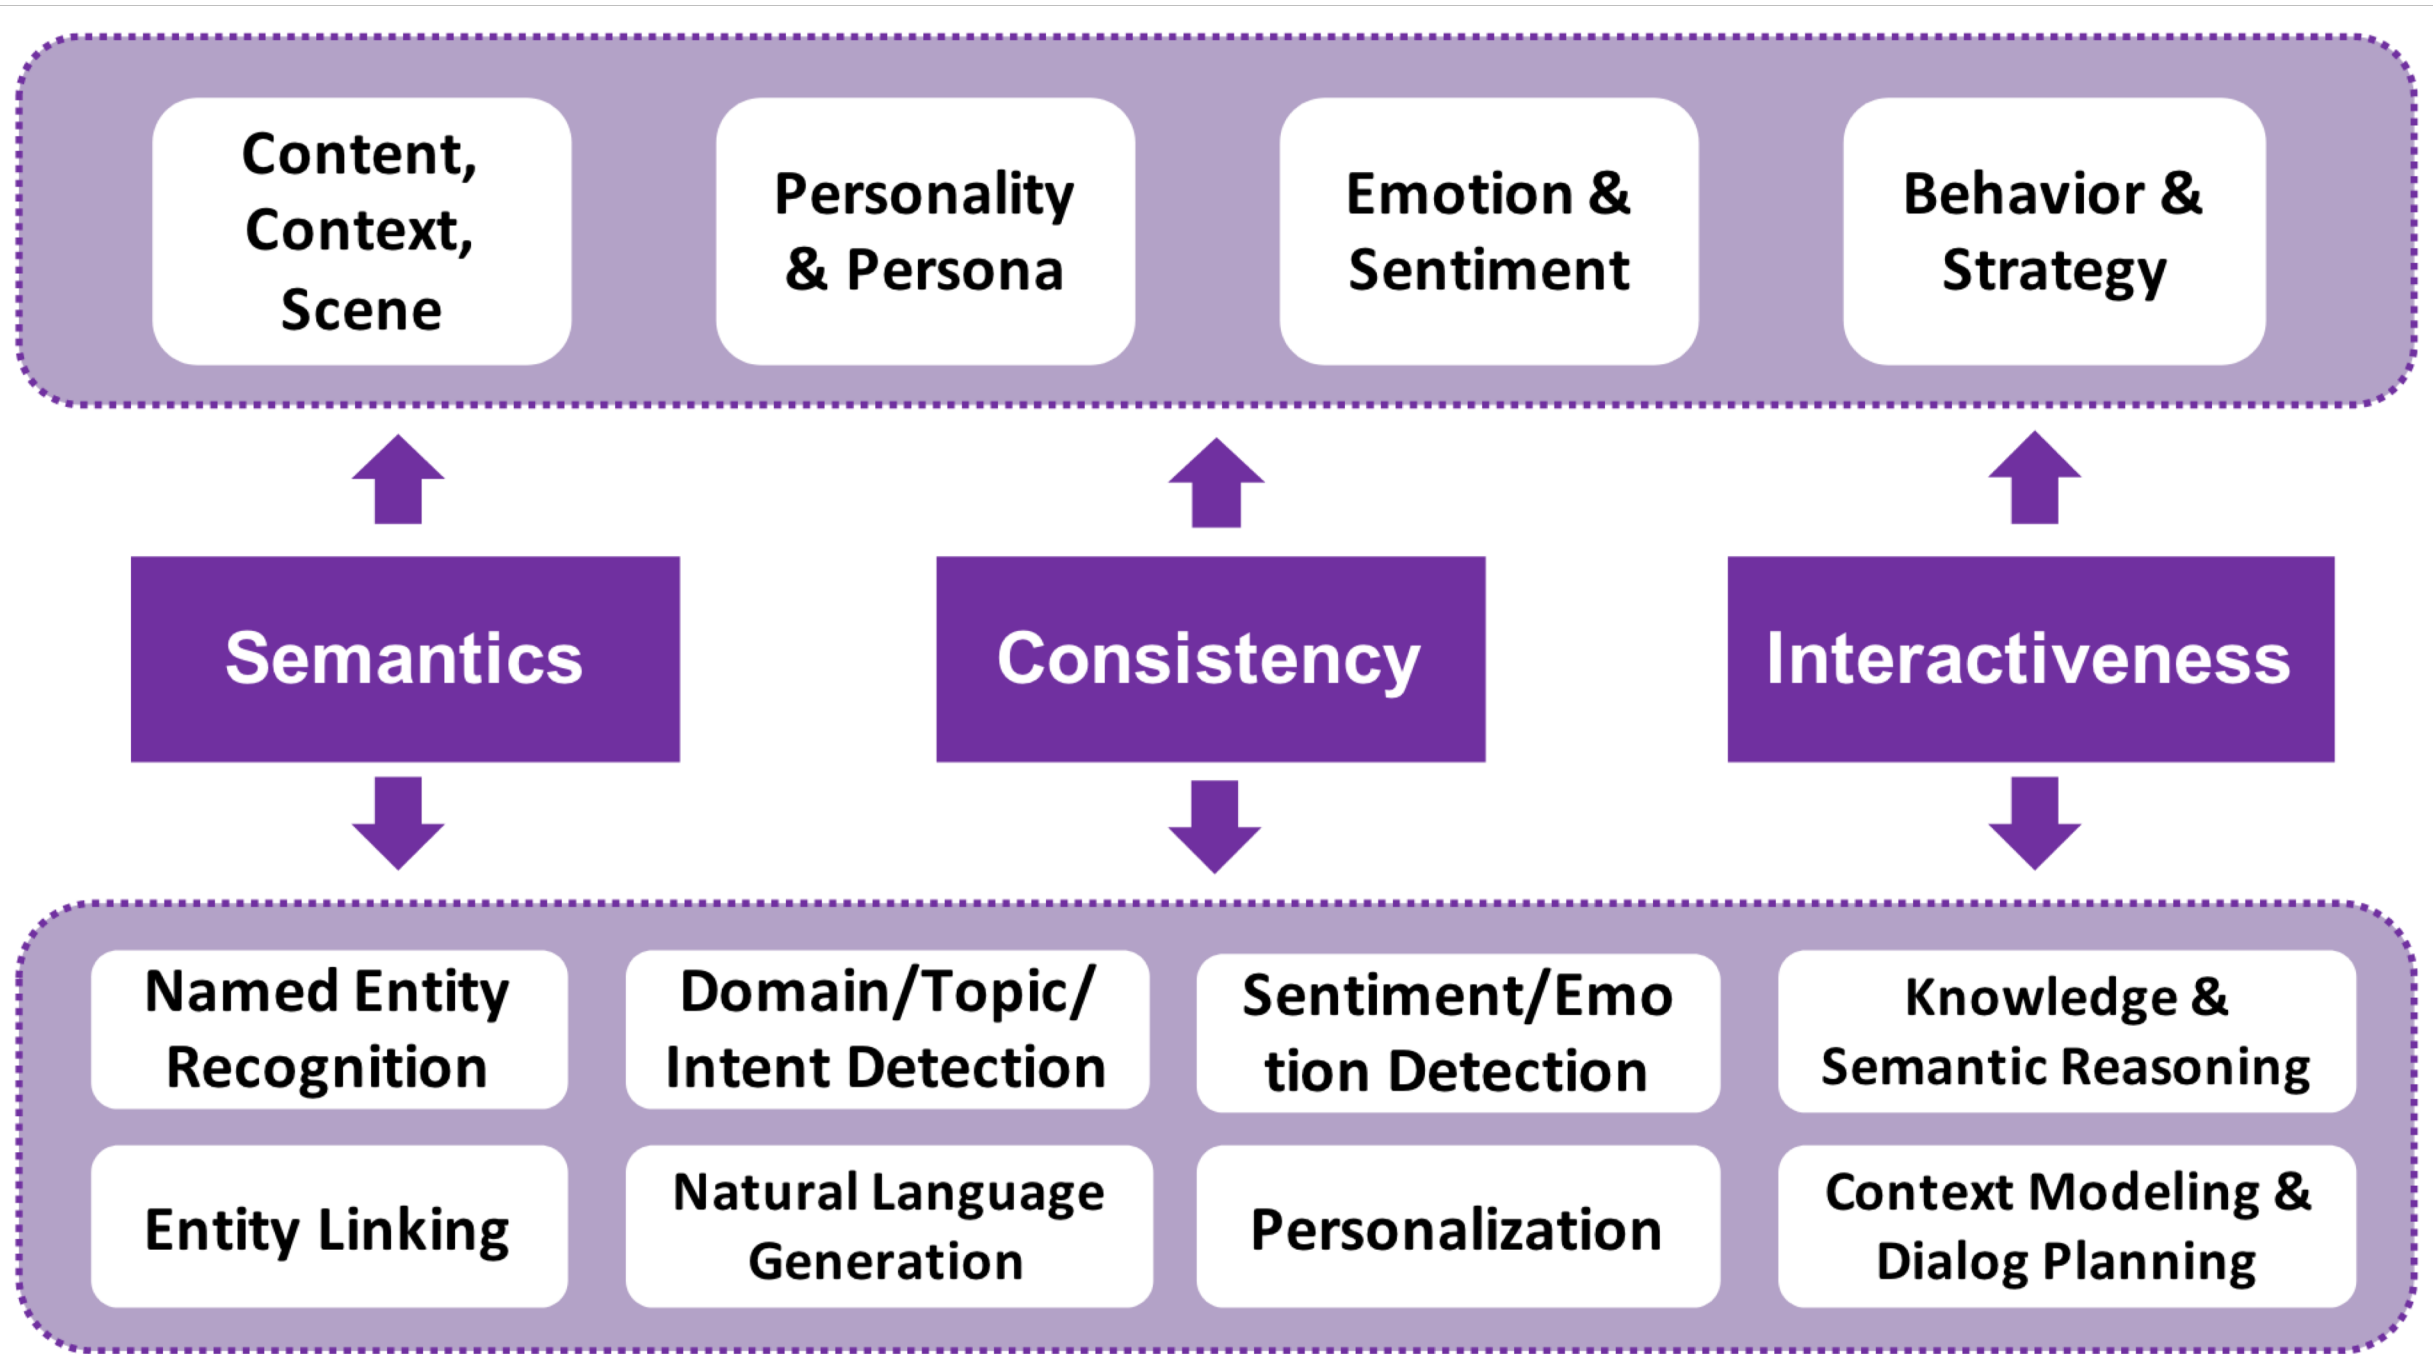 Content,
Context,
Scene
Personality
& Persona
Emotion &
Sentiment
Behavior &
Strategy
Semantics
Consistency
Interactiveness
Named Entity
Recognition
Domain/Topic/
Intent Detection
Sentiment/Emo
tion Detection
Knowledge &
Semantic Reasoning
Entity Linking
Natural Language
Generation
Personalization
Context Modeling &
Dialog Planning